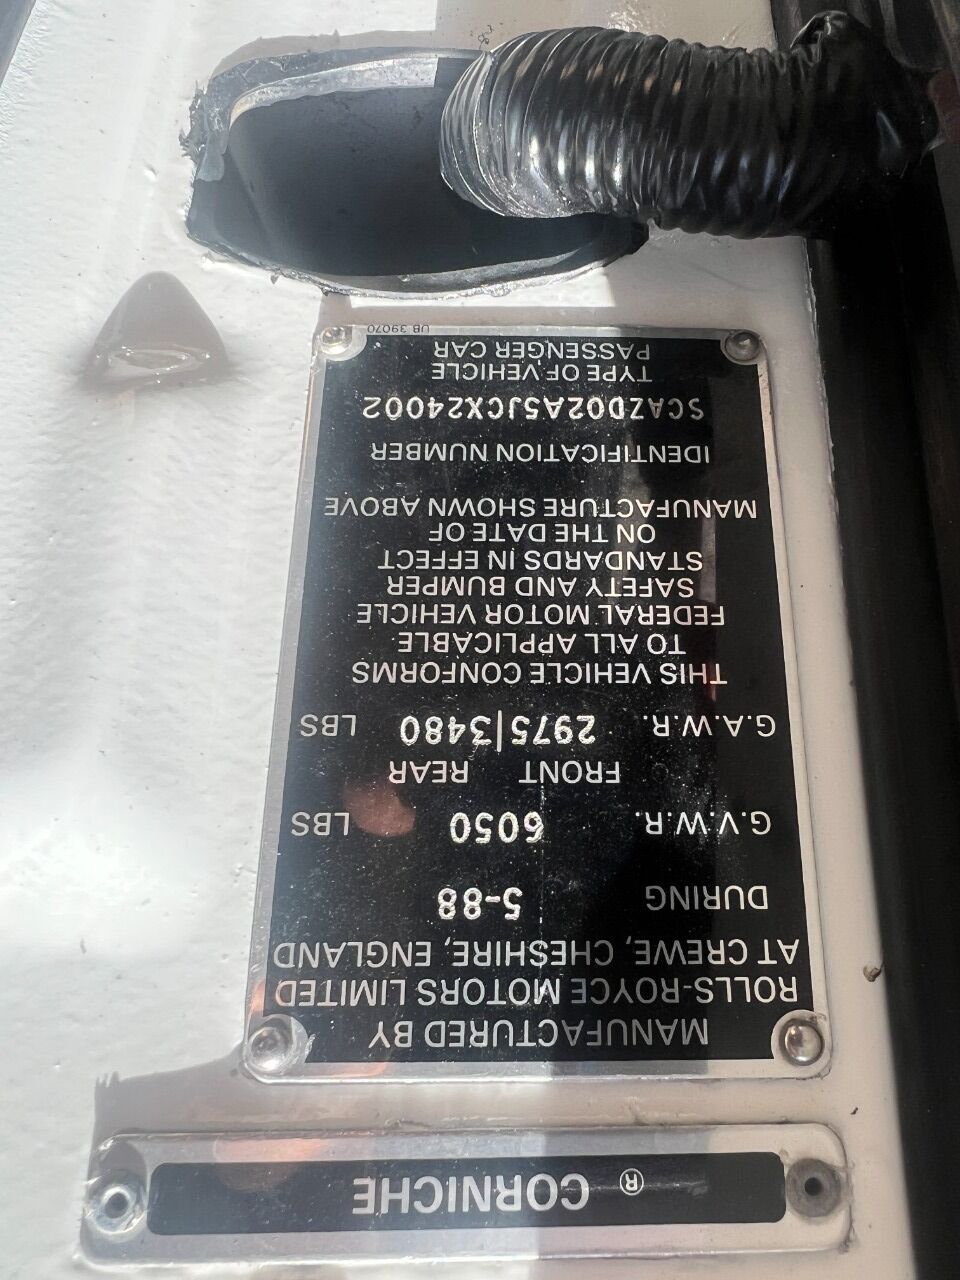 ® CORNICHE
MANUFACTURED BY
ROLLS-ROYCE MOTORS LIMITED
AT CREWE, CHESHIRE, ENGLAND
DURING 5-88
G.V.W.R. 6050 LBS
FRONT REAR
G.A.W.R. 2975|3480 LBS
THIS VEHICLE CONFORMS
TO ALL APPLICABLE
FEDERAL MOTOR VEHICLE
SAFETY AND BUMPER
STANDARDS IN EFFECT
ON THE DATE OF
MANUFACTURE SHOWN ABOVE
IDENTIFICATION NUMBER
SCAZD02A5JCX24002
TYPE OF VEHICLE
PASSENGER CAR
UB 39070